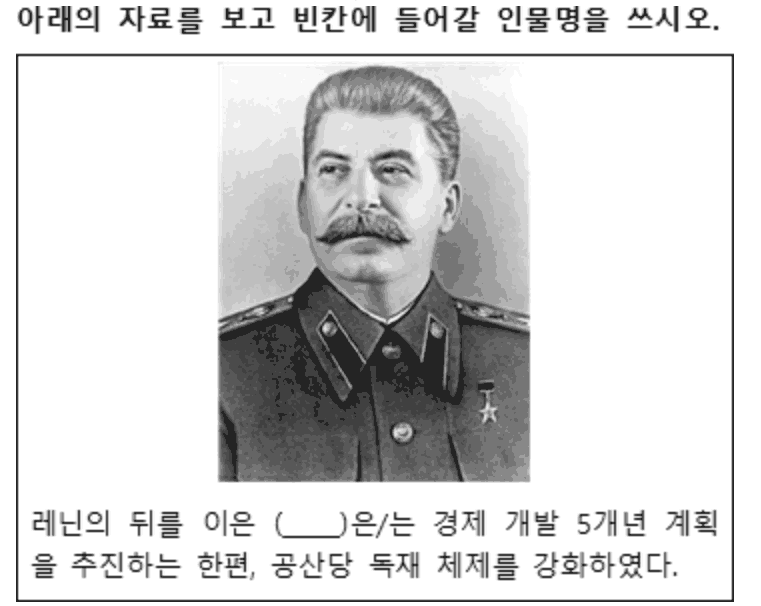 아래의 자료를 보고 빈칸에 들어갈 인물명을 쓰시오.
레닌의 뒤를 이은 (____)은/는 경제 개발 5개년 계획
을 추진하는 한편, 공산당 독재 체제를 강화하였다.